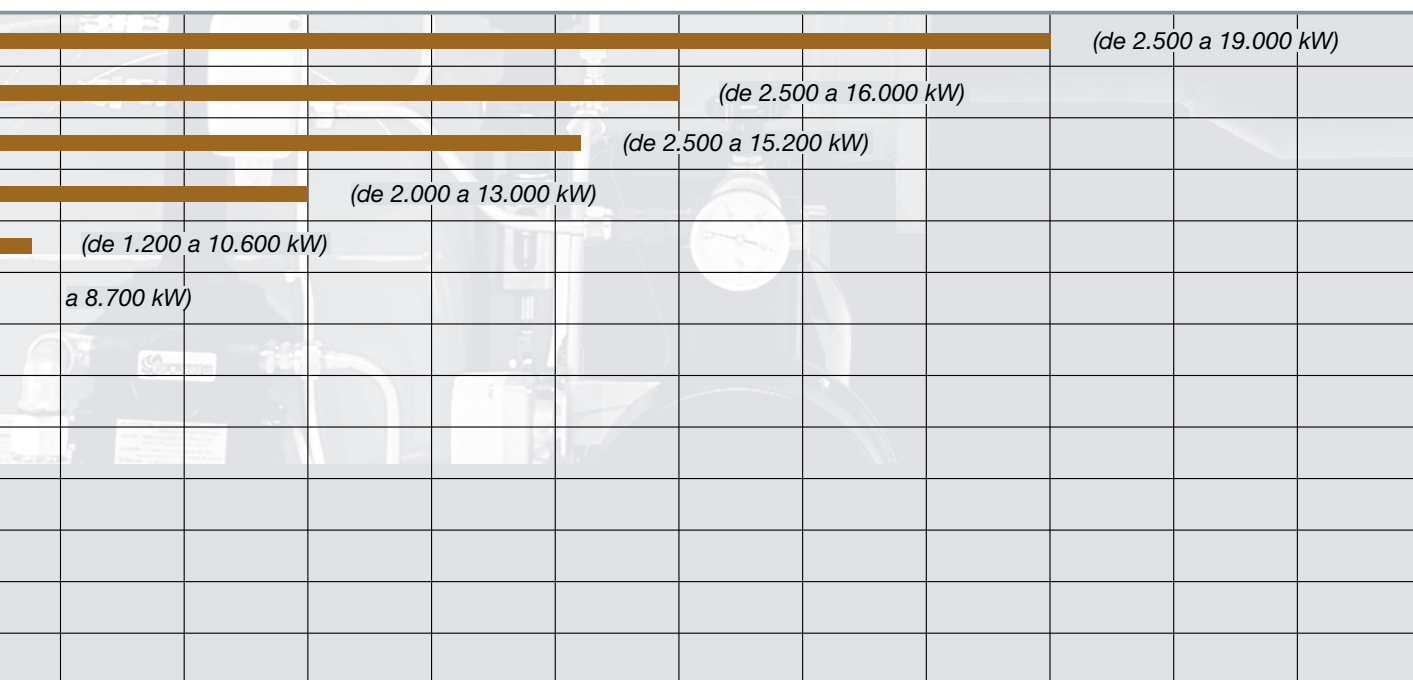 (de 2.500 a 19.000 kW)
(de 2.500 a 16.000 kW)
(de 2.500 a 15.200 kW)
(de 2.000 a 13.000 kW)
(de 1.200 a 10.600 kW)
a 8.700 kW)